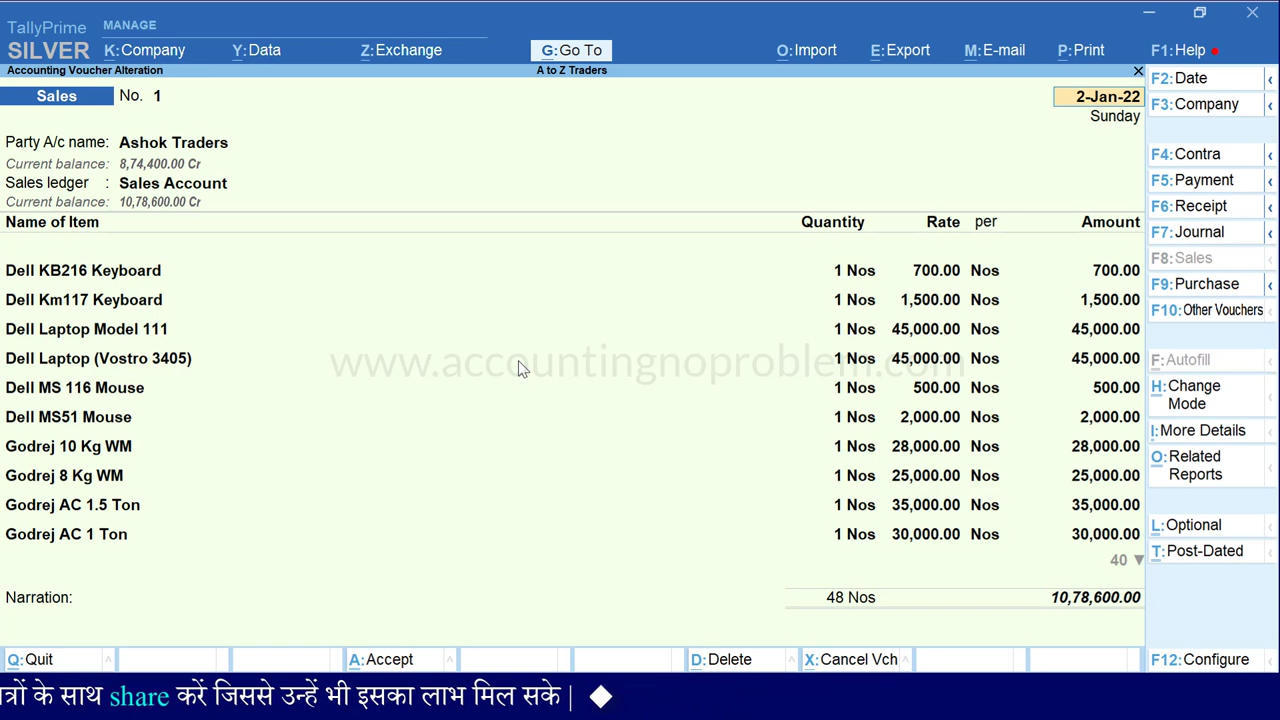 TallyPrime MANAGE
SILVER K:Company Y:Data Z:Exchange G:Go To O:Import E:Export M:E-mail P:Print F1:Help
Accounting Voucher Alteration A to Z Traders
Sales No. 1 2-Jan-22
Sunday
Party A/c name: Ashok Traders
Current balance: 8,74,400.00 Cr
Sales ledger : Sales Account
Current balance: 10,78,600.00 Cr
Name of Item Quantity Rate per Amount
Dell KB216 Keyboard 1 Nos 700.00 Nos 700.00
Dell Km117 Keyboard 1 Nos 1,500.00 Nos 1,500.00
Dell Laptop Model 111 1 Nos 45,000.00 Nos 45,000.00
Dell Laptop (Vostro 3405) 1 Nos 45,000.00 Nos 45,000.00
www.accountingnoproblem.com
Dell MS 116 Mouse 1 Nos 500.00 Nos 500.00
Dell MS51 Mouse 1 Nos 2,000.00 Nos 2,000.00
Godrej 10 Kg WM 1 Nos 28,000.00 Nos 28,000.00
Godrej 8 Kg WM 1 Nos 25,000.00 Nos 25,000.00
Godrej AC 1.5 Ton 1 Nos 35,000.00 Nos 35,000.00
Godrej AC 1 Ton 1 Nos 30,000.00 Nos 30,000.00
40 ▼
Narration: 48 Nos 10,78,600.00
F2:Date
F3:Company
F4:Contra
F5:Payment
F6:Receipt
F7:Journal
F8:Sales
F9:Purchase
F10:Other Vouchers
F:Autofill
H:Change
Mode
I:More Details
O:Related
Reports
L:Optional
T:Post-Dated
Q:Quit A:Accept D:Delete X:Cancel Vch F12:Configure
त्रों के साथ share करें जिससे उन्हें भी इसका लाभ मिल सके | ◆